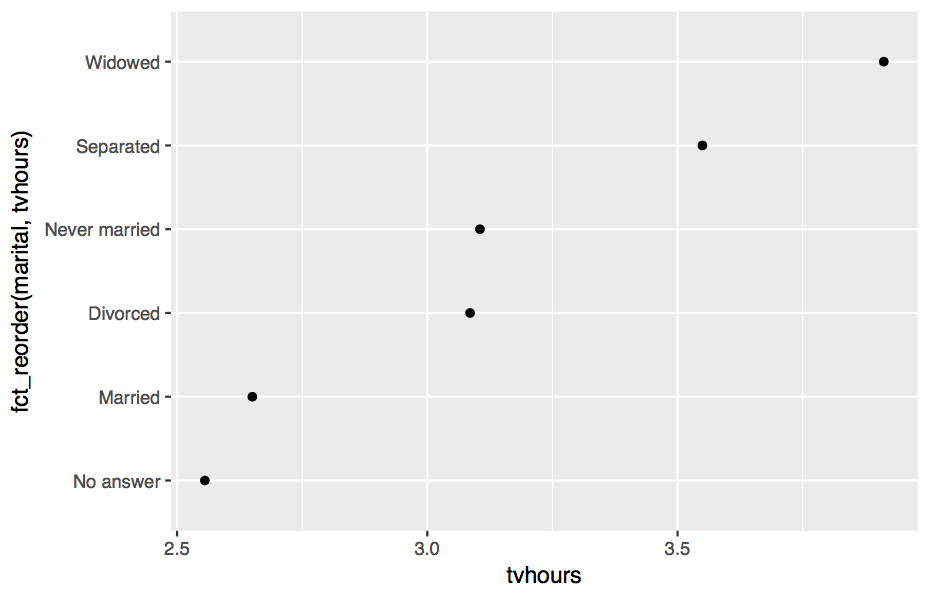 fct_reorder(marital, tvhours)
Widowed
Separated
Never married
Divorced
Married
No answer
2.5 3.0 3.5
tvhours